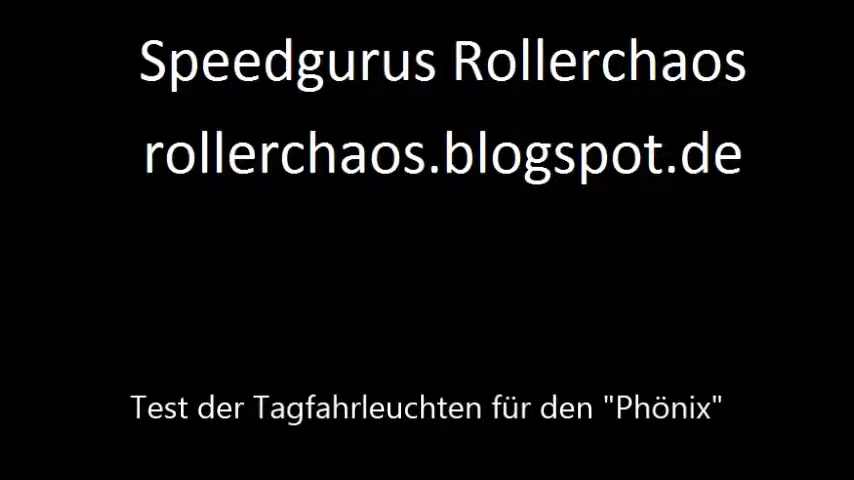 Speedgurus Rollerchaos
rollerchaos.blogspot.de
Test der Tagfahrleuchten für den "Phönix"